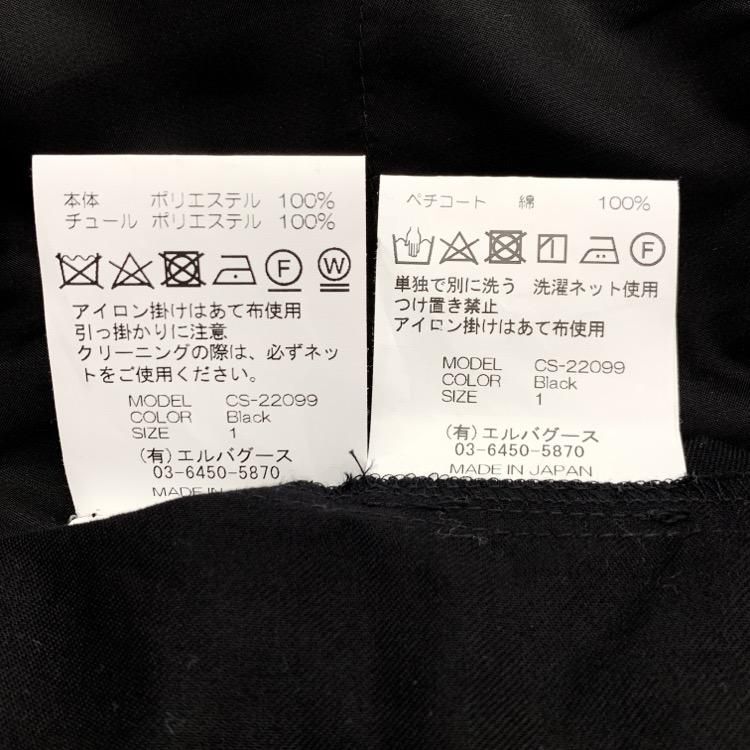 本体 ポリエステル 100%
チュール ポリエステル 100%
F W
アイロン掛けはあて布使用
引っ掛かりに注意
クリーニングの際は、必ずネッ
トをご使用ください。
MODEL CS-22099
COLOR Black
SIZE 1
(有)エルバグース
03-6450-5870
MADE IN
ペチコート 綿 100%
F
単独で別に洗う 洗濯ネット使用
つけ置き禁止
アイロン掛けはあて布使用
MODEL CS-22099
COLOR Black
SIZE 1
(有)エルバグース
03-6450-5870
MADE IN JAPAN